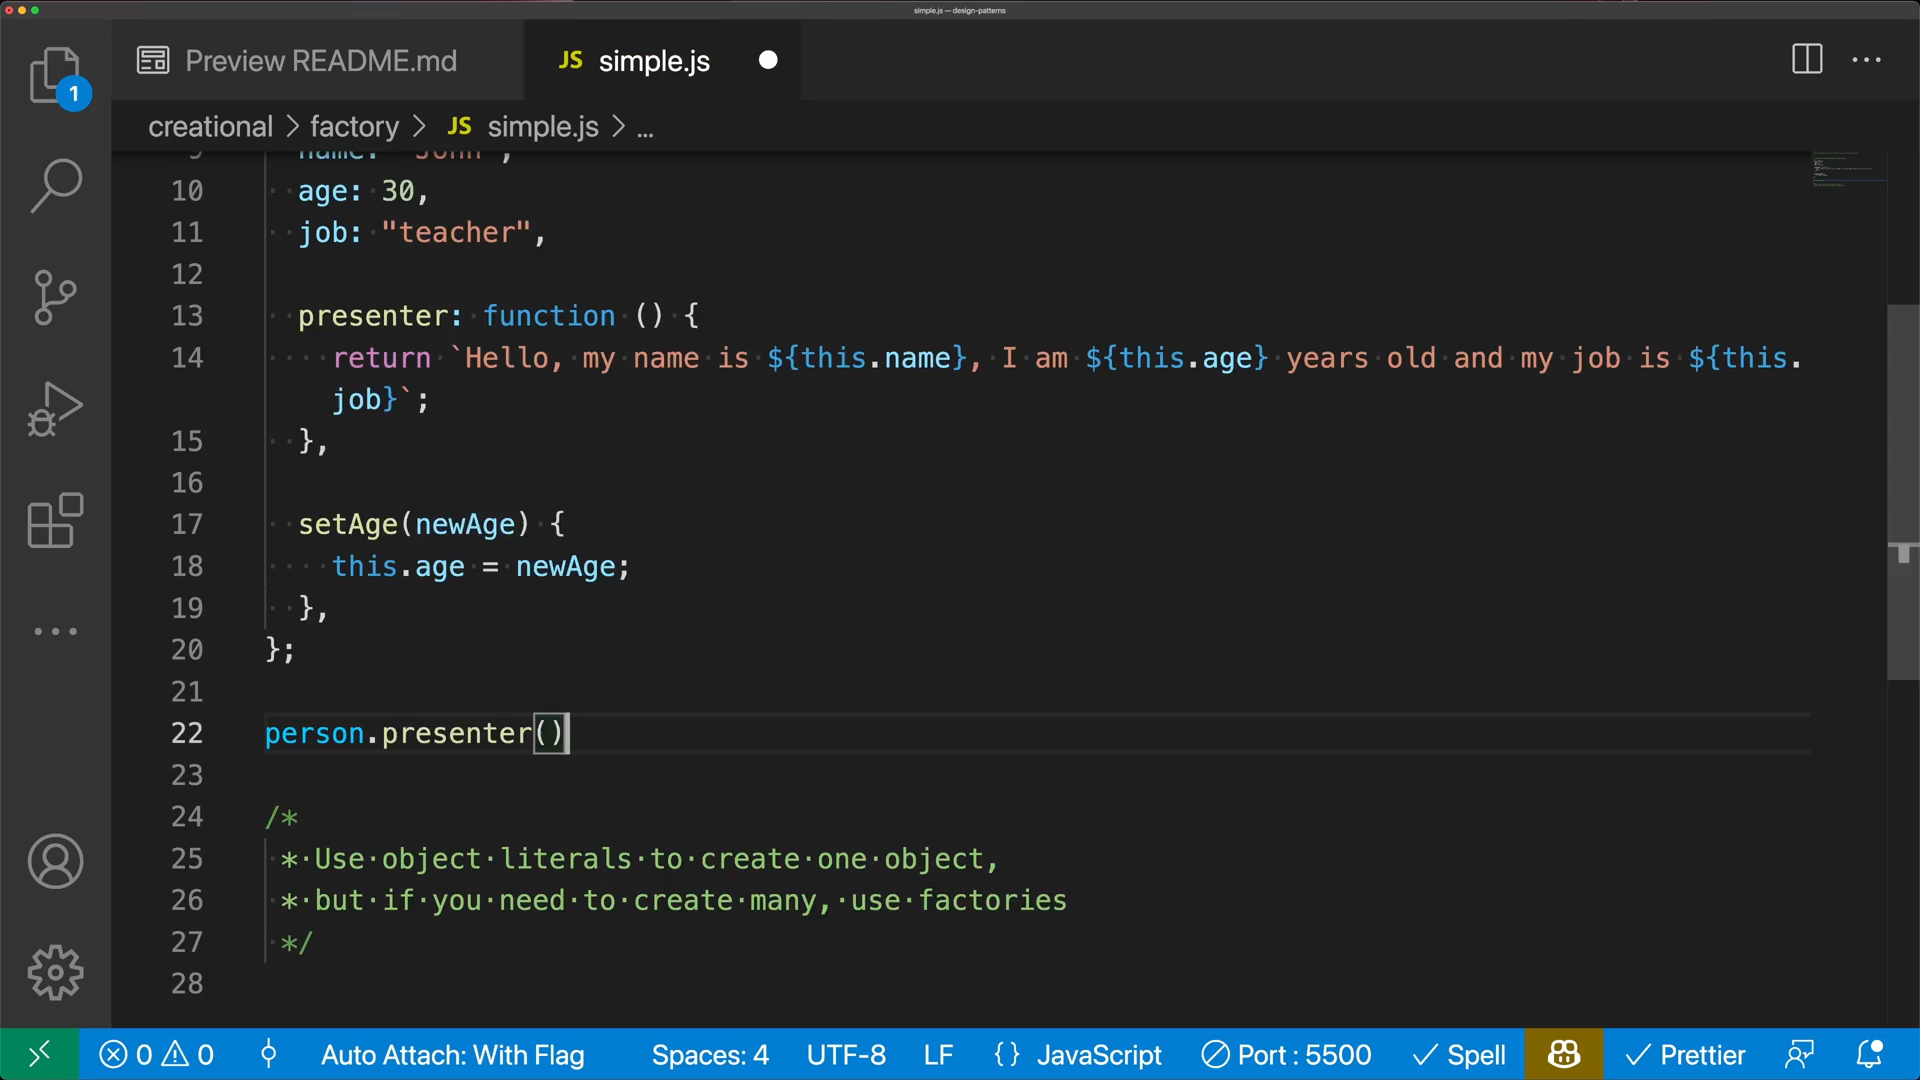 simple.js — design-patterns
Preview README.md
JS simple.js
1
creational > factory > JS simple.js > ...
9 name: "John",
10 age: 30,
11 job: "teacher",
12
13 presenter: function () {
14 return `Hello, my name is ${this.name}, I am ${this.age} years old and my job is ${this.
job}`;
15 },
16
17 setAge(newAge) {
18 this.age = newAge;
19 },
20 };
21
22 person.presenter()
23
24 /*
25 * Use object literals to create one object,
26 * but if you need to create many, use factories
27 */
28
0 0 Auto Attach: With Flag Spaces: 4 UTF-8 LF {} JavaScript Port : 5500 Spell Prettier